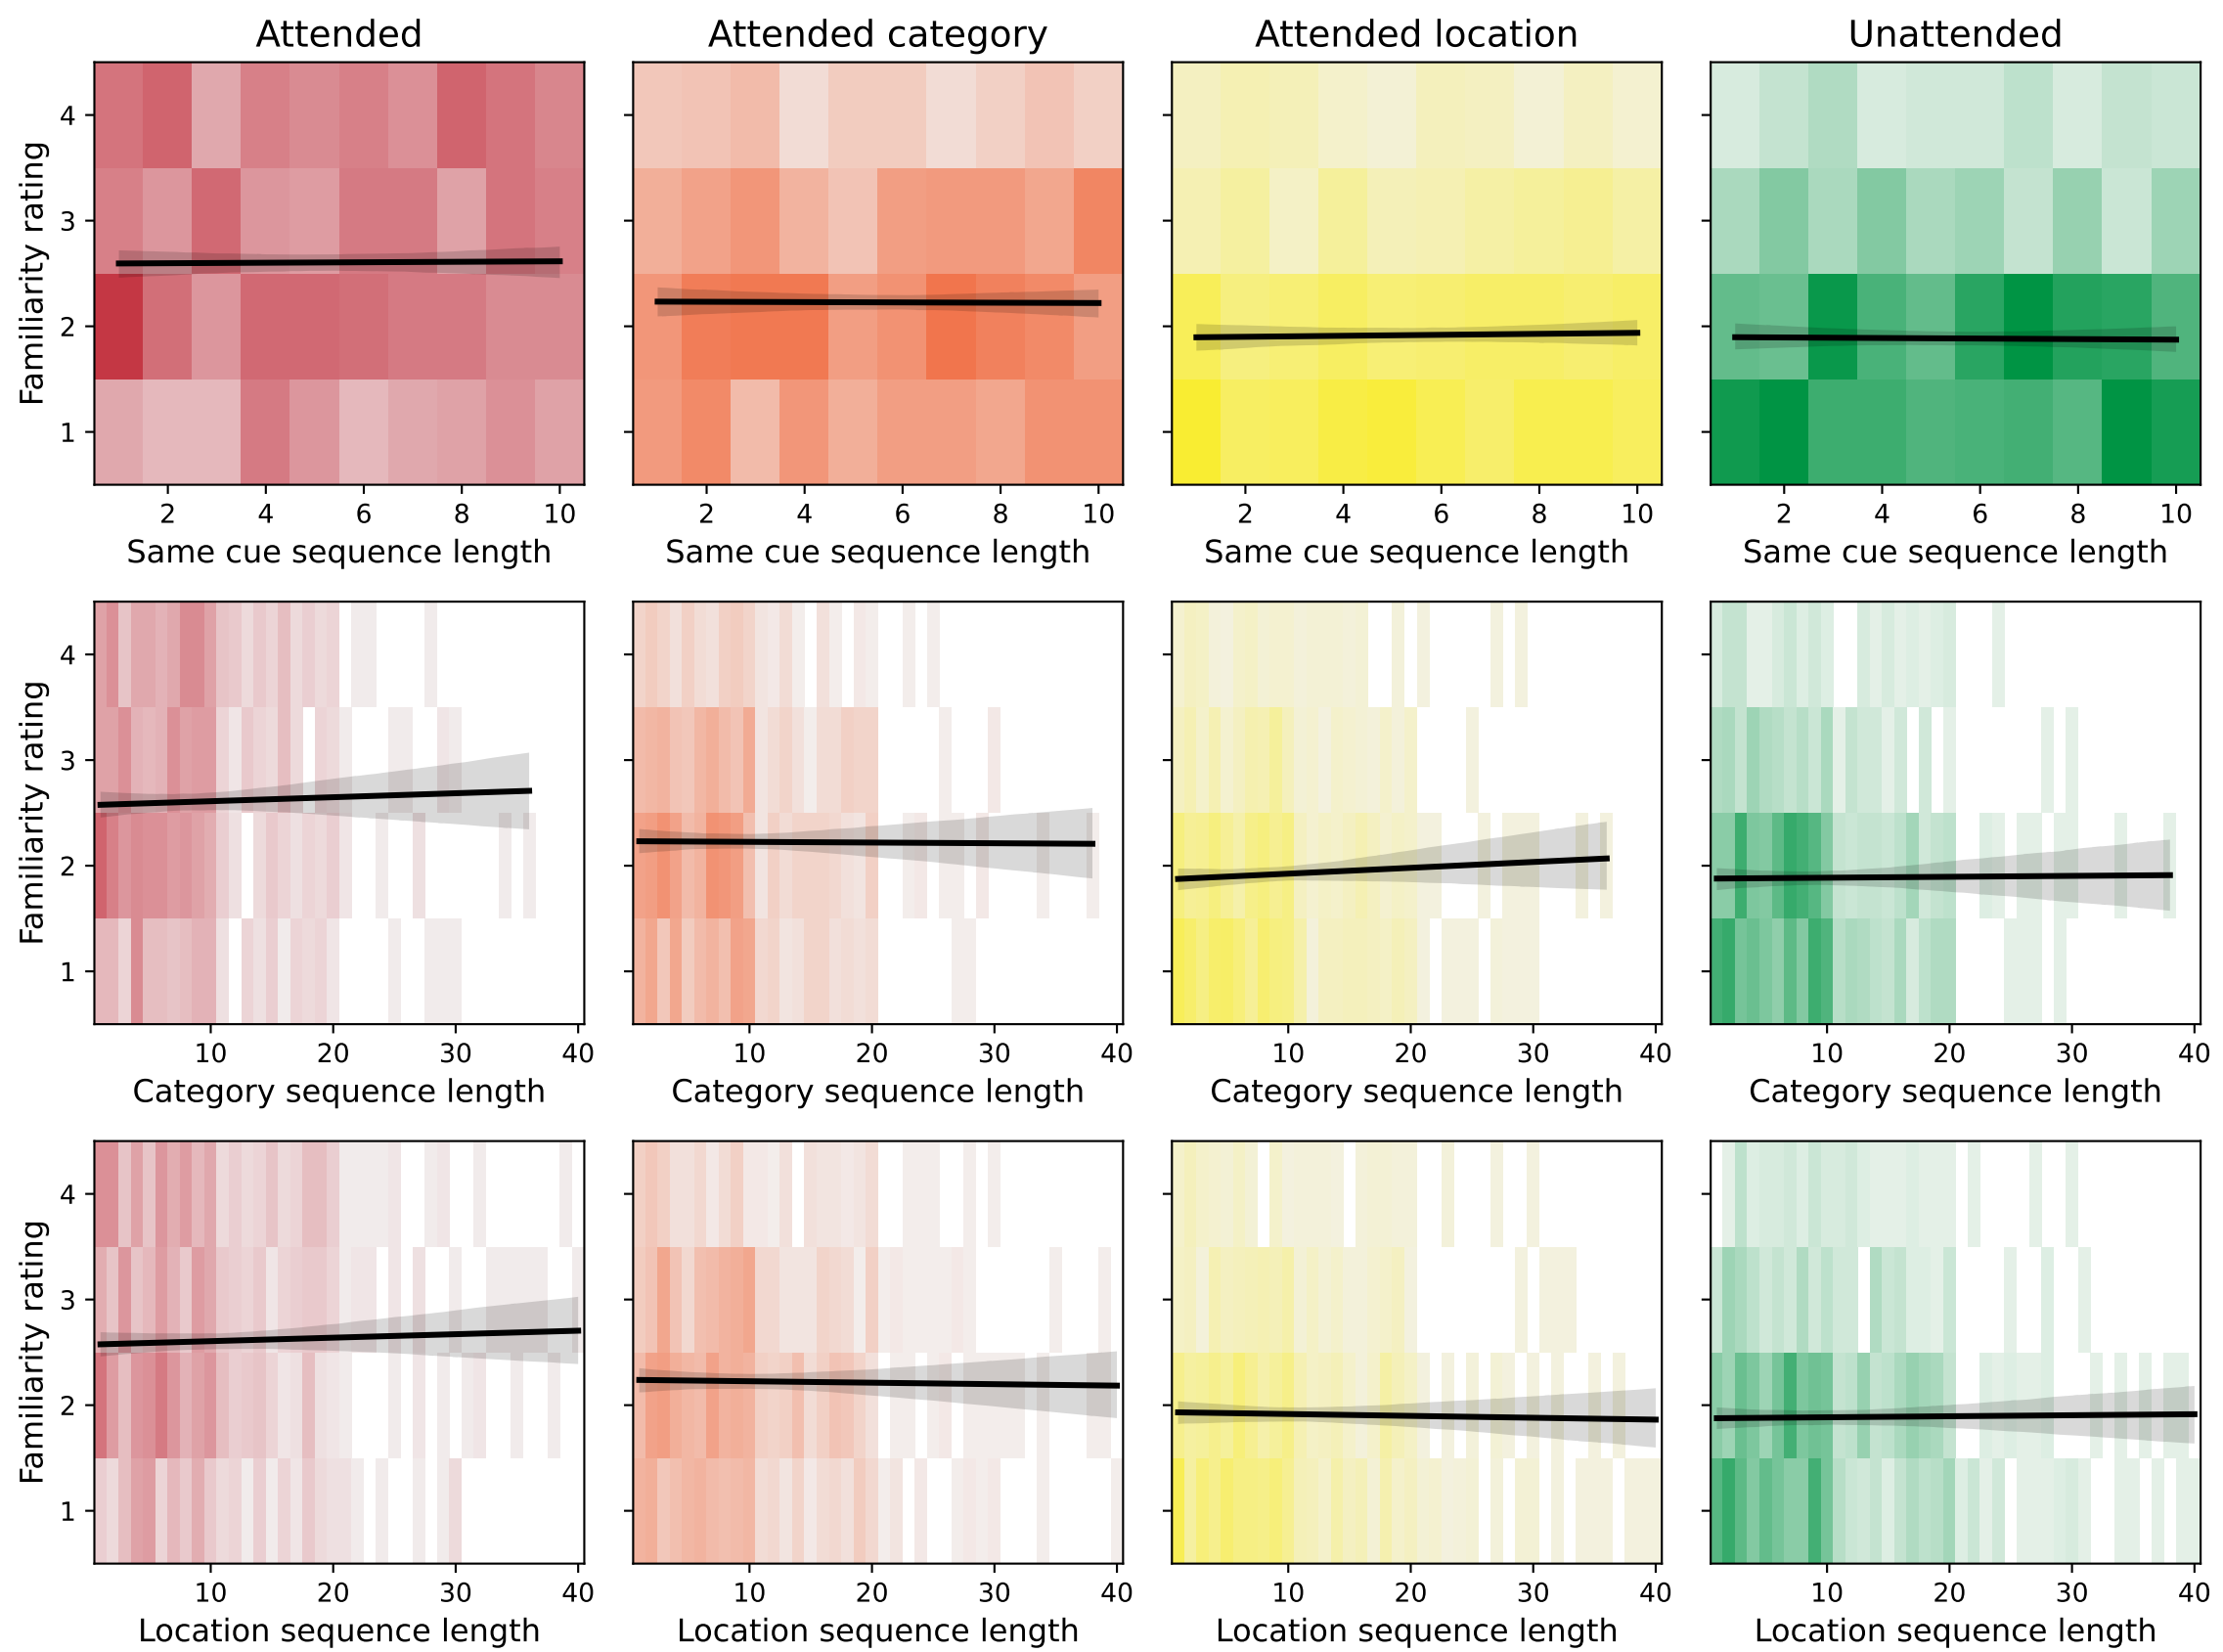 Attended Attended category Attended location Unattended
Familiarity rating
4
3
2
1
2 4 6 8 10 2 4 6 8 10 2 4 6 8 10 2 4 6 8 10
Same cue sequence length Same cue sequence length Same cue sequence length Same cue sequence length
Familiarity rating
4
3
2
1
10 20 30 40 10 20 30 40 10 20 30 40 10 20 30 40
Category sequence length Category sequence length Category sequence length Category sequence length
Familiarity rating
4
3
2
1
10 20 30 40 10 20 30 40 10 20 30 40 10 20 30 40
Location sequence length Location sequence length Location sequence length Location sequence length